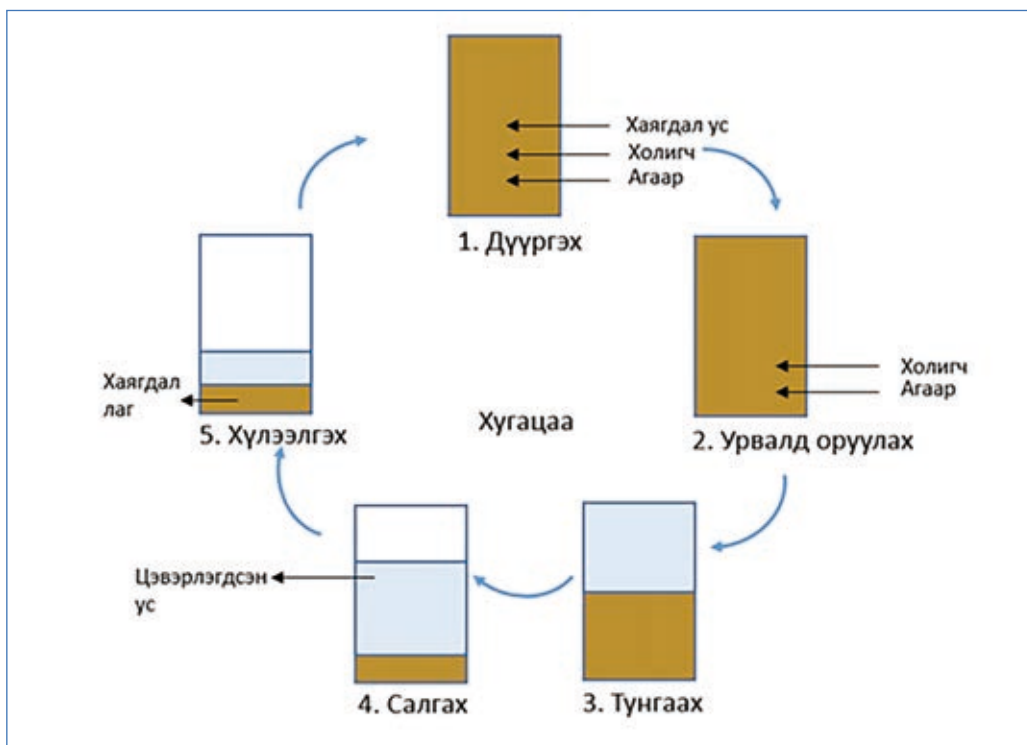 Хаягдал ус
Холигч
Агаар
1. Дүүргэх
Холигч
Агаар
2. Урвалд оруулах
3. Тунгаах
Цэвэрлэгдсэн
ус
4. Салгах
Хаягдал
лаг
5. Хүлээлгэх
Хугацаа